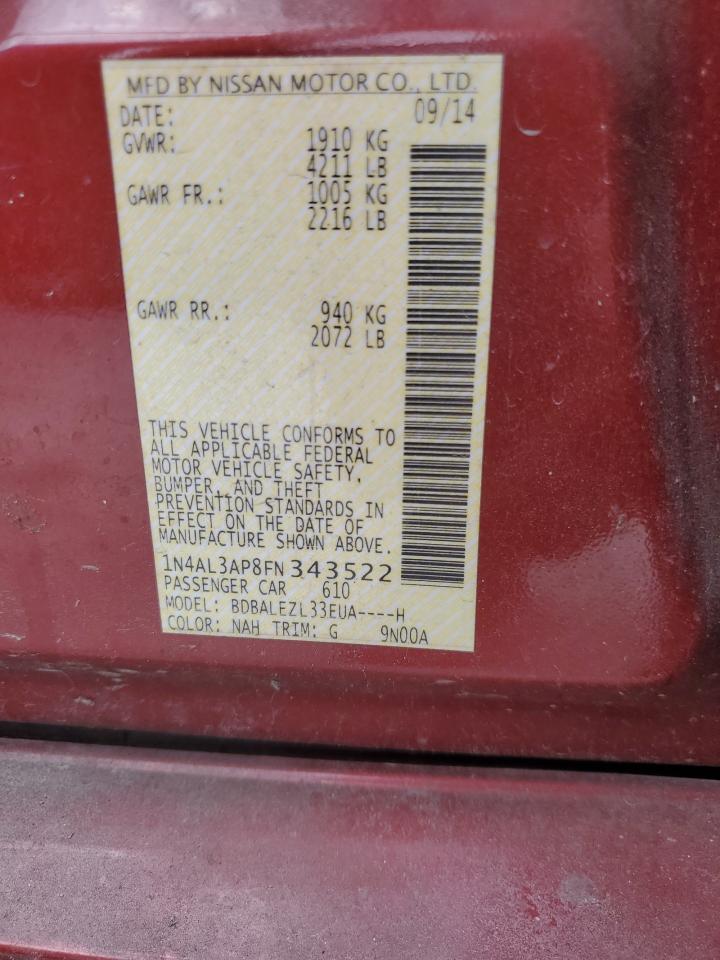 MFD BY NISSAN MOTOR CO., LTD.
DATE: 09/14
GVWR: 1910 KG
4211 LB
GAWR FR.: 1005 KG
2216 LB
GAWR RR.: 940 KG
2072 LB
THIS VEHICLE CONFORMS TO
ALL APPLICABLE FEDERAL
MOTOR VEHICLE SAFETY,
BUMPER, AND THEFT
PREVENTION STANDARDS IN
EFFECT ON THE DATE OF
MANUFACTURE SHOWN ABOVE.
1N4AL3AP8FN343522
PASSENGER CAR 610
MODEL: BDBALEZL33EUA----H
COLOR: NAH TRIM: G 9N00A